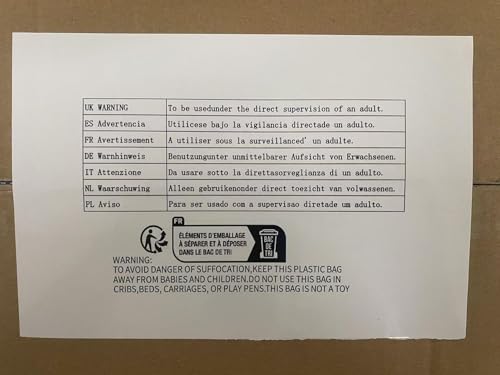 UK WARNING To be usedunder the direct supervision of an adult.
ES Advertencia Utilicese bajo la vigilancia directade un adulto.
FR Avertissement A utiliser sous la surveillanced' un adulte.
DE Warnhinweis Benutzungunter unmittelbarer Aufsicht von Erwachsenen.
IT Attenzione Da usare sotto la direttasorveglianza di un adulto.
NL Waarschuwing Alleen gebruikenonder direct toezicht van volwassenen.
PL Aviso Para ser usado com a supervisao diretade um adulto.
FR
ÉLÉMENTS D'EMBALLAGE
À SÉPARER ET À DÉPOSER
DANS LE BAC DE TRI
BAC
DE
TRI
WARNING:
TO AVOID DANGER OF SUFFOCATION,KEEP THIS PLASTIC BAG
AWAY FROM BABIES AND CHILDREN.DO NOT USE THIS BAG IN
CRIBS,BEDS, CARRIAGES, OR PLAY PENS.THIS BAG IS NOT A TOY